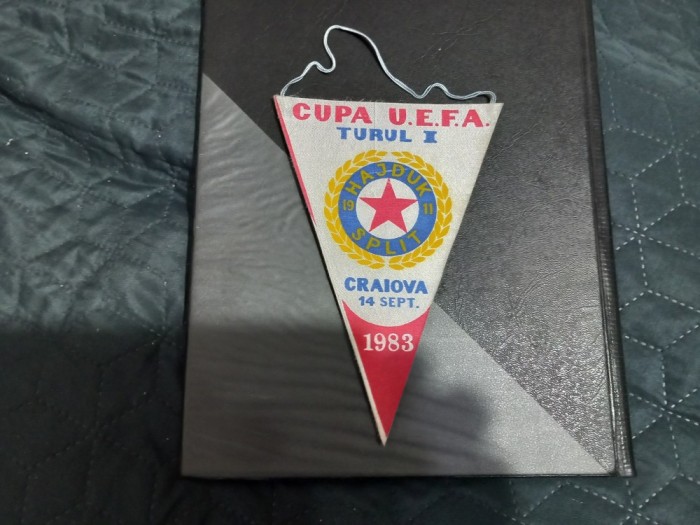 CUPA U.E.F.A.
TURUL I
HAJDUK
19 11
SPLIT
CRAIOVA
14 SEPT.
1983